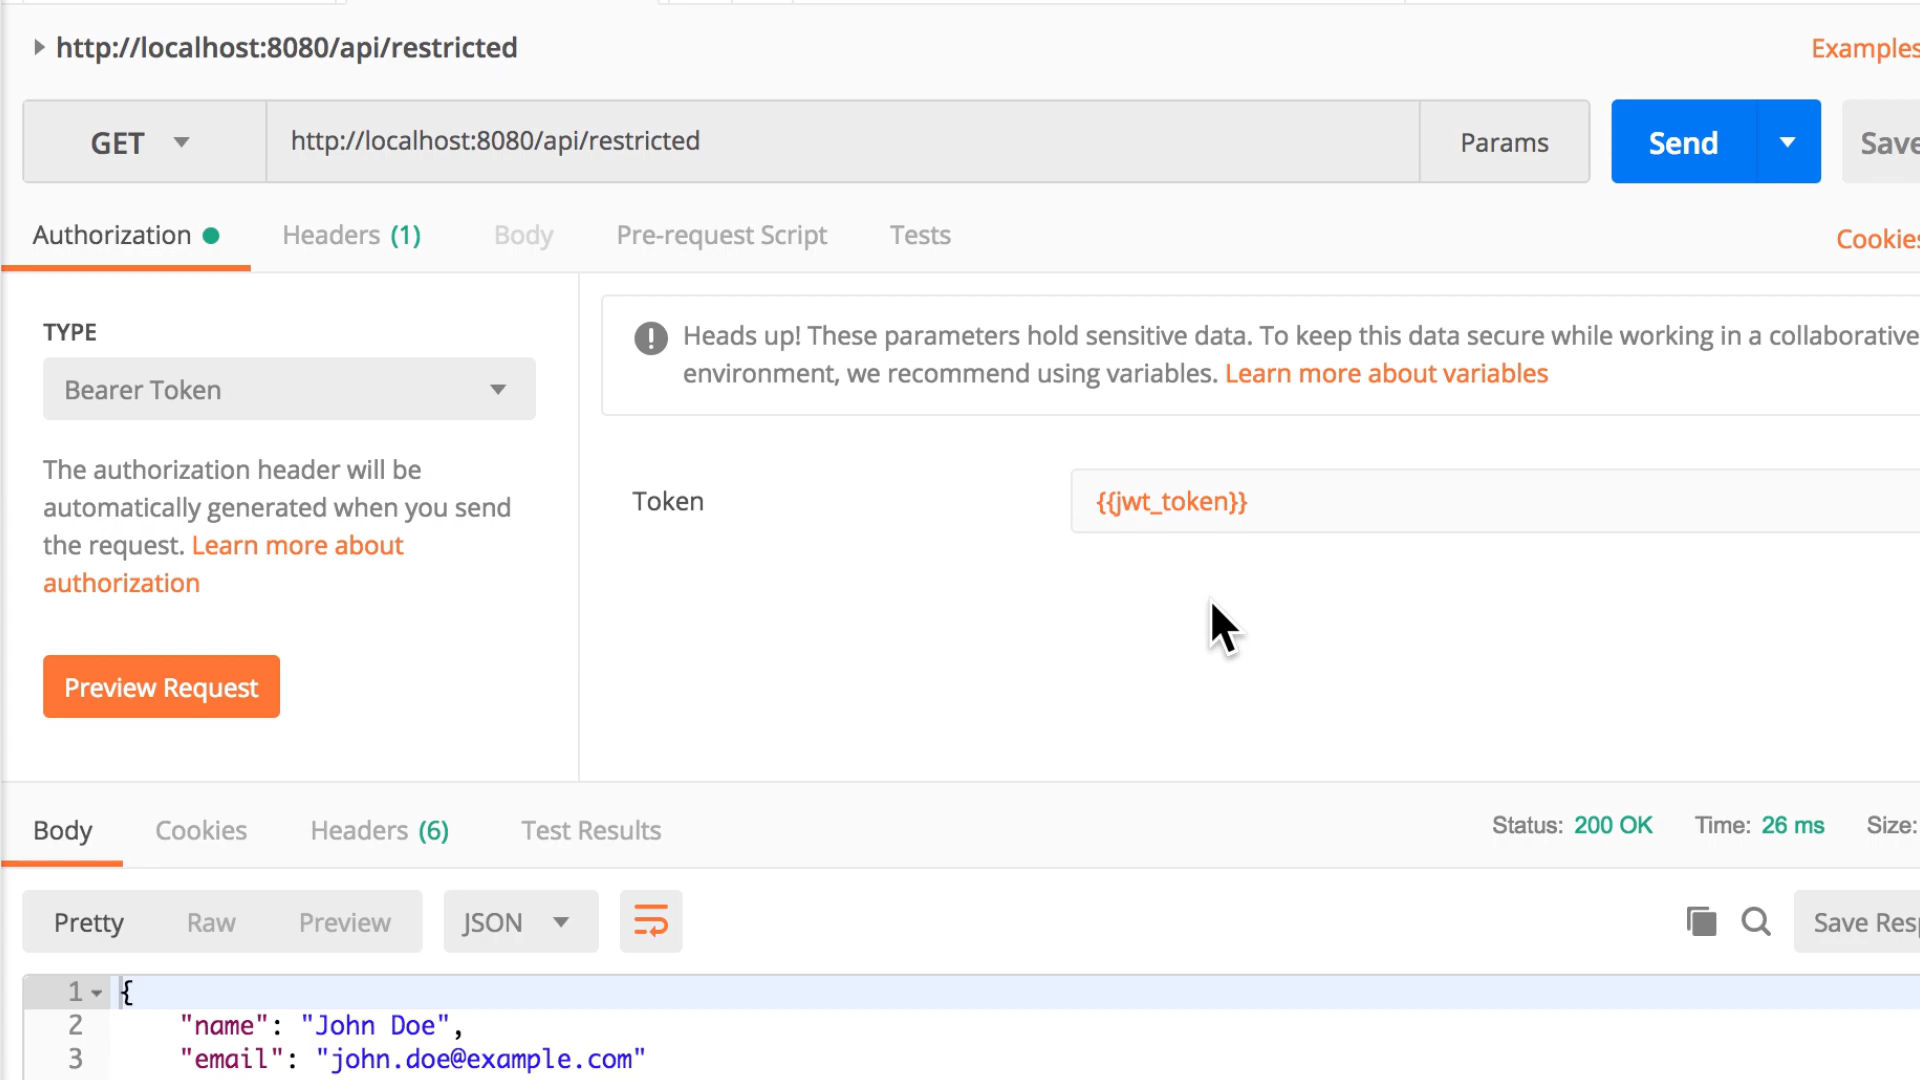 http://localhost:8080/api/restricted
Examples
GET
http://localhost:8080/api/restricted
Params
Send
Save
Authorization
Headers (1)
Body
Pre-request Script
Tests
Cookies
TYPE
Bearer Token
The authorization header will be
automatically generated when you send
the request. Learn more about
authorization
Preview Request
Heads up! These parameters hold sensitive data. To keep this data secure while working in a collaborative
environment, we recommend using variables. Learn more about variables
Token
{{jwt_token}}
Body
Cookies
Headers (6)
Test Results
Status: 200 OK
Time: 26 ms
Size:
Pretty
Raw
Preview
JSON
Save Resp
1 {
2 "name": "John Doe",
3 "email": "john.doe@example.com"